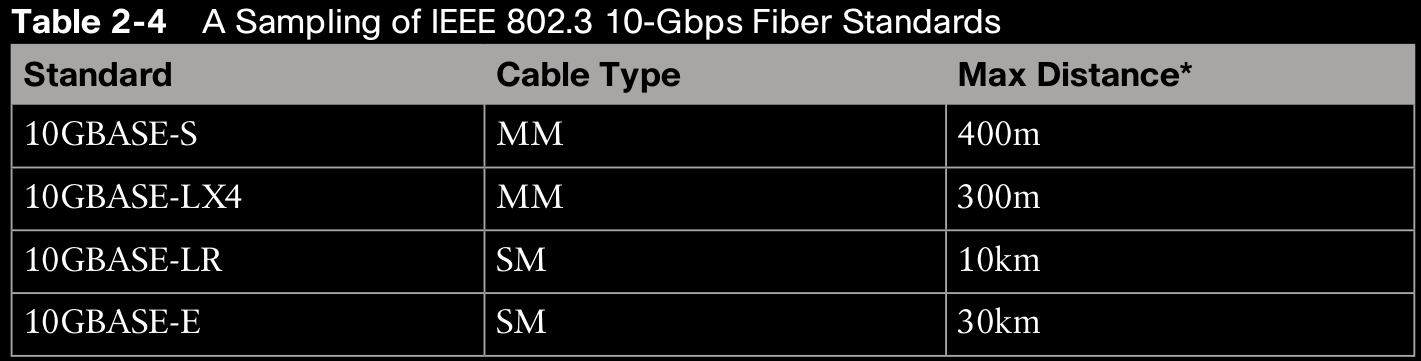 Table 2-4 A Sampling of IEEE 802.3 10-Gbps Fiber Standards
Standard Cable Type Max Distance*
10GBASE-S MM 400m
10GBASE-LX4 MM 300m
10GBASE-LR SM 10km
10GBASE-E SM 30km